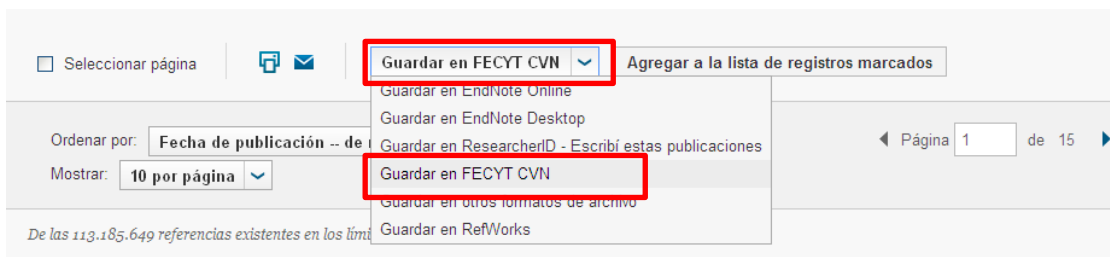 Seleccionar página
Guardar en FECYT CVN
Agregar a la lista de registros marcados
Guardar en EndNote Online
Guardar en EndNote Desktop
Guardar en ResearcherID - Escribí estas publicaciones
Guardar en FECYT CVN
Guardar en otros formatos de archivo
Guardar en RefWorks
Ordenar por: Fecha de publicación -- de
Página 1 de 15
Mostrar: 10 por página
De las 113.185.649 referencias existentes en los